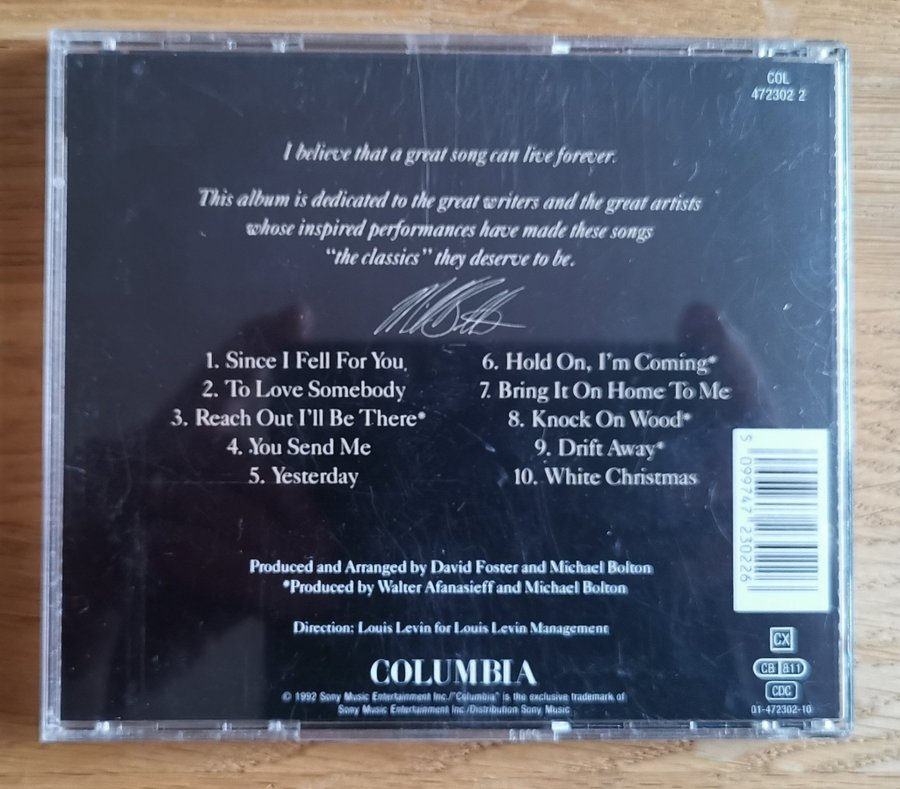 COL
472302 2
I believe that a great song can live forever.
This album is dedicated to the great writers and the great artists
whose inspired performances have made these songs
"the classics" they deserve to be.
1. Since I Fell For You
2. To Love Somebody
3. Reach Out I'll Be There*
4. You Send Me
5. Yesterday
6. Hold On, I'm Coming*
7. Bring It On Home To Me
8. Knock On Wood*
9. Drift Away*
10. White Christmas
5 099747 230226
Produced and Arranged by David Foster and Michael Bolton
*Produced by Walter Afanasieff and Michael Bolton
Direction: Louis Levin for Louis Levin Management
COLUMBIA
© 1992 Sony Music Entertainment Inc./"Columbia" is the exclusive trademark of
Sony Music Entertainment Inc./Distribution Sony Music
CX
CB 811
CDC
01-472302-10